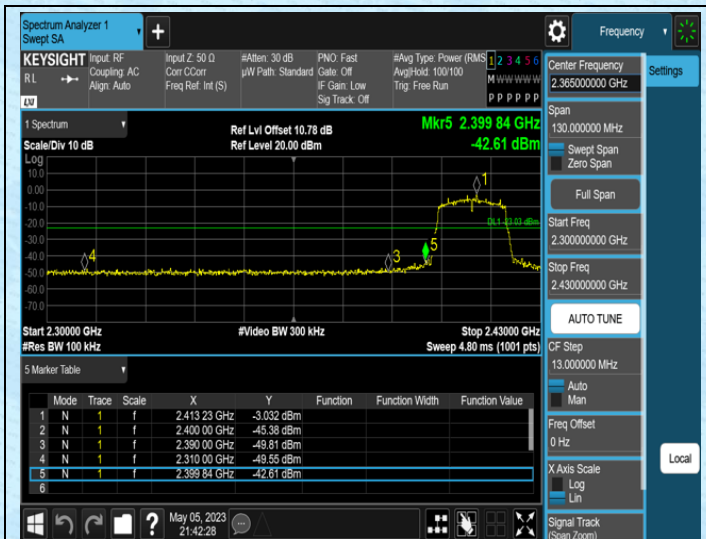 Spectrum Analyzer 1
Swept SA
+
Frequency
KEYSIGHT Input: RF Input Z: 50 Ω #Atten: 30 dB PNO: Fast #Avg Type: Power (RMS 1 2 3 4 5 6
RL Coupling: AC Corr CCorr µW Path: Standard Gate: Off Avg|Hold: 100/100 M W W W W W
Align: Auto Freq Ref: Int (S) IF Gain: Low Trig: Free Run
LXI Sig Track: Off P P P P P P
1 Spectrum
Scale/Div 10 dB
Ref Lvl Offset 10.78 dB
Ref Level 20.00 dBm
Mkr5 2.399 84 GHz
-42.61 dBm
Log
10.0
0.00
-10.0
-20.0
-30.0
-40.0
-50.0
-60.0
-70.0
1
DL1 -23.03 dBm
4
3
5
Start 2.30000 GHz #Video BW 300 kHz Stop 2.43000 GHz
#Res BW 100 kHz Sweep 4.80 ms (1001 pts)
5 Marker Table
Mode Trace Scale X Y Function Function Width Function Value
1 N 1 f 2.413 23 GHz -3.032 dBm
2 N 1 f 2.400 00 GHz -45.38 dBm
3 N 1 f 2.390 00 GHz -49.81 dBm
4 N 1 f 2.310 00 GHz -49.55 dBm
5 N 1 f 2.399 84 GHz -42.61 dBm
6
?
May 05, 2023
21:42:28
Center Frequency
2.365000000 GHz
Settings
Span
130.000000 MHz
Swept Span
Zero Span
Full Span
Start Freq
2.300000000 GHz
Stop Freq
2.430000000 GHz
AUTO TUNE
CF Step
13.000000 MHz
Auto
Man
Freq Offset
0 Hz
Local
X Axis Scale
Log
Lin
Signal Track
(Span Zoom)